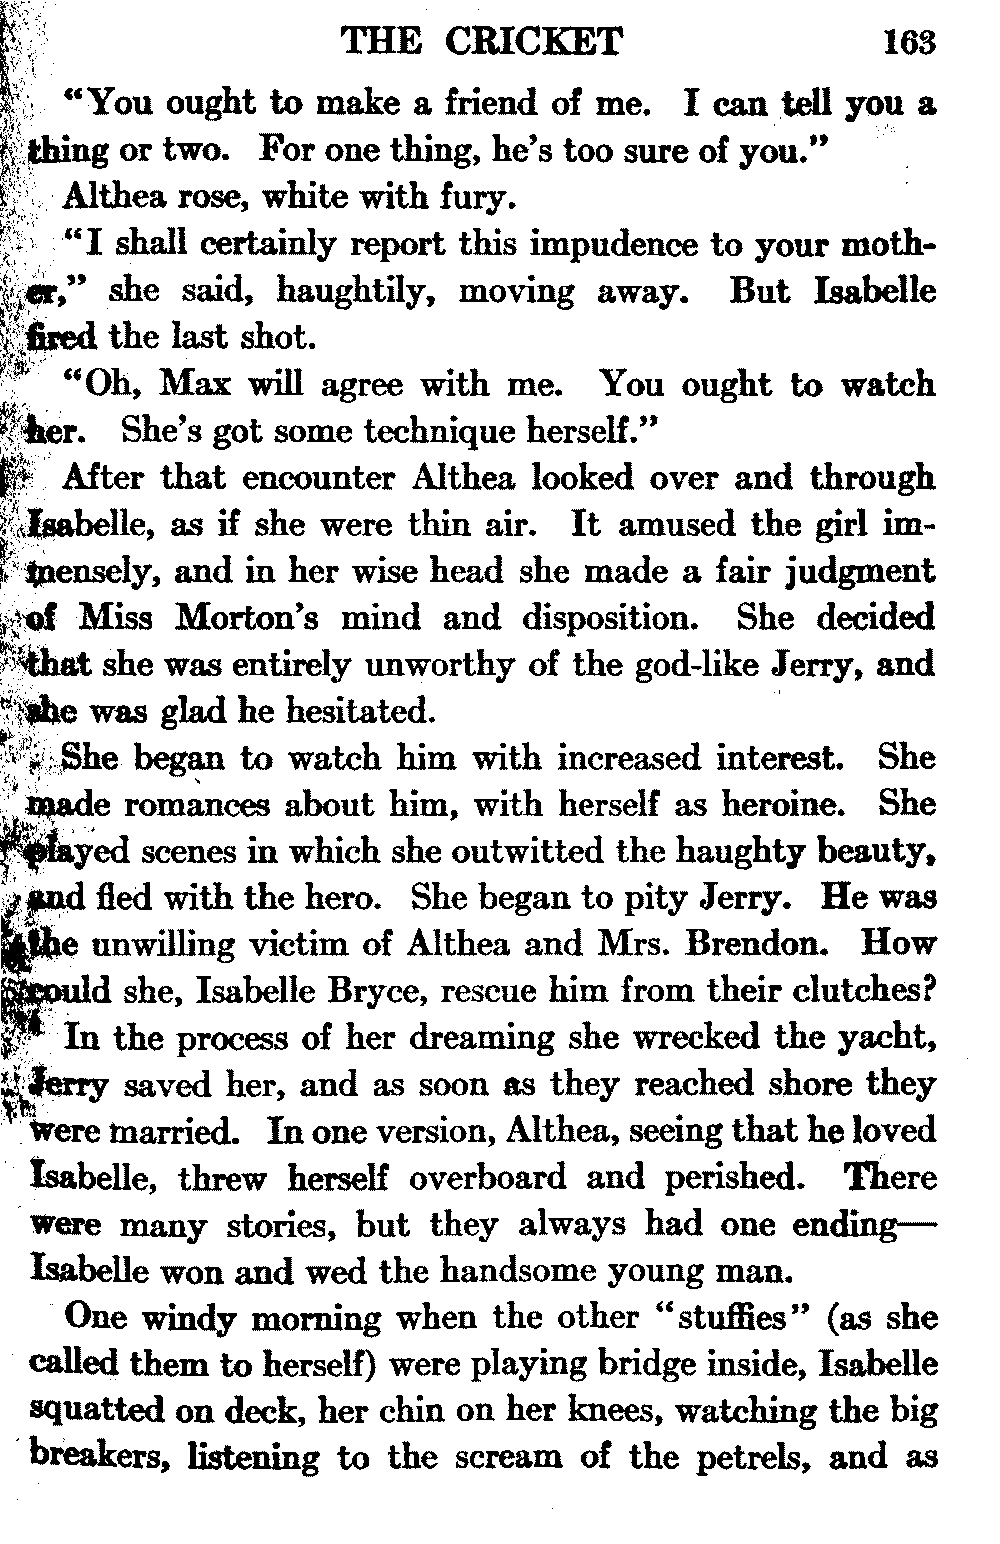 THE CRICKET 163
“You ought to make a friend of me. I can tell you a
thing or two. For one thing, he’s too sure of you.”
Althea rose, white with fury.
“I shall certainly report this impudence to your moth-
er,” she said, haughtily, moving away. But Isabelle
fired the last shot.
“Oh, Max will agree with me. You ought to watch
her. She’s got some technique herself.”
After that encounter Althea looked over and through
Isabelle, as if she were thin air. It amused the girl im-
mensely, and in her wise head she made a fair judgment
of Miss Morton’s mind and disposition. She decided
that she was entirely unworthy of the god-like Jerry, and
she was glad he hesitated.
She began to watch him with increased interest. She
made romances about him, with herself as heroine. She
played scenes in which she outwitted the haughty beauty,
and fled with the hero. She began to pity Jerry. He was
the unwilling victim of Althea and Mrs. Brendon. How
could she, Isabelle Bryce, rescue him from their clutches?
In the process of her dreaming she wrecked the yacht,
Jerry saved her, and as soon as they reached shore they
were married. In one version, Althea, seeing that he loved
Isabelle, threw herself overboard and perished. There
were many stories, but they always had one ending—
Isabelle won and wed the handsome young man.
One windy morning when the other “stuffies” (as she
called them to herself) were playing bridge inside, Isabelle
squatted on deck, her chin on her knees, watching the big
breakers, listening to the scream of the petrels, and as